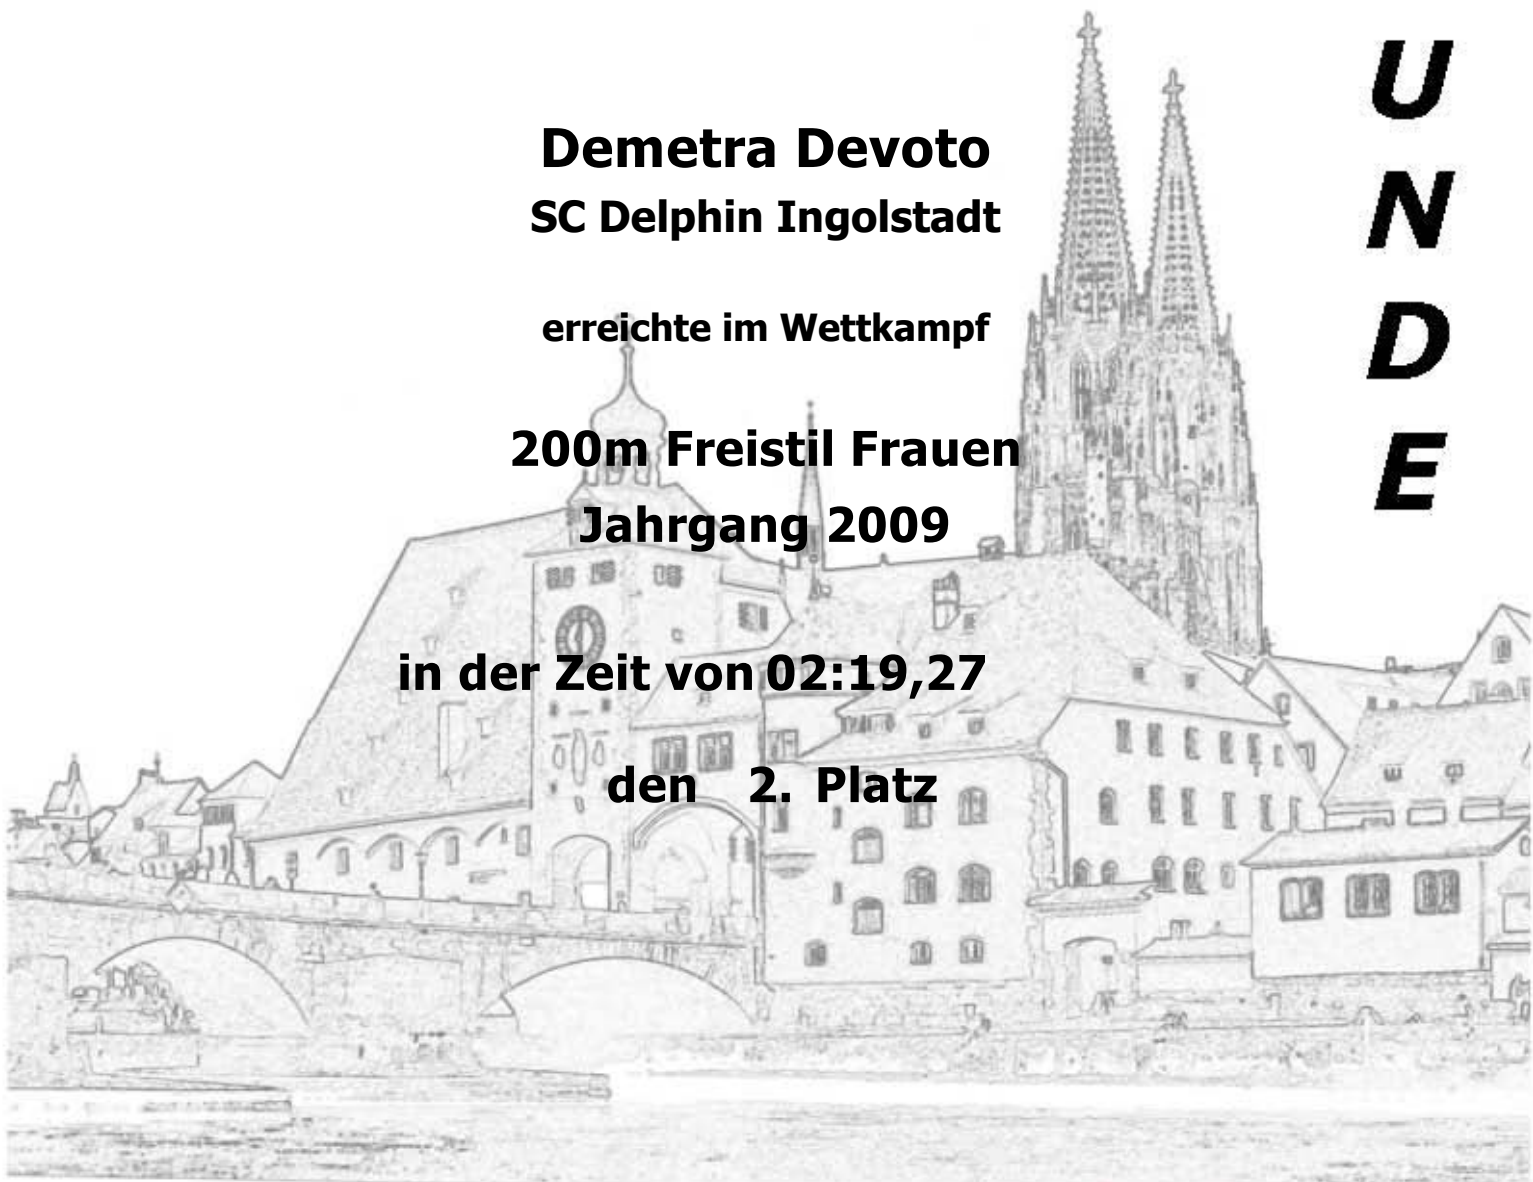 Demetra Devoto
SC Delphin Ingolstadt
erreichte im Wettkampf
200m Freistil Frauen
Jahrgang 2009
in der Zeit von 02:19,27
den 2. Platz
U
N
D
E